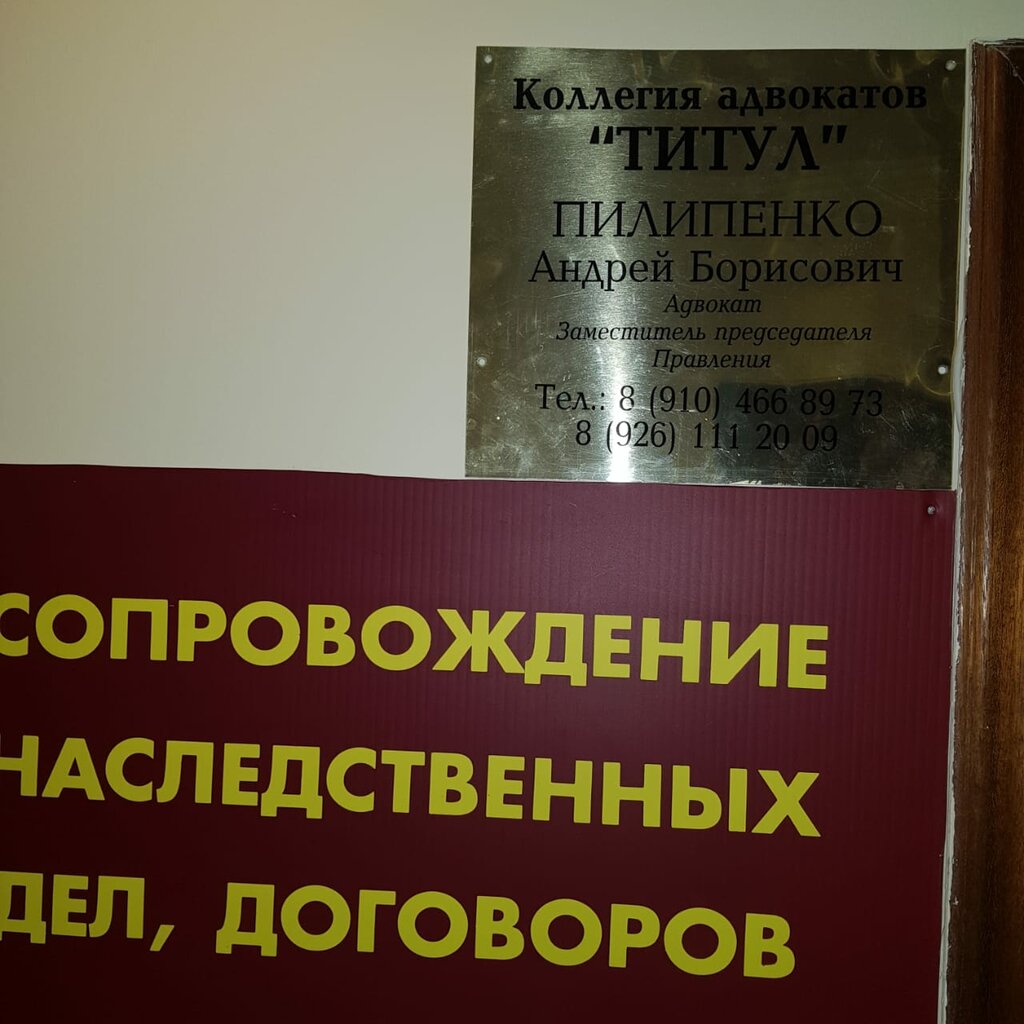 Коллегия адвокатов
“ТИТУЛ”
ПИЛИПЕНКО
Андрей Борисович
Адвокат
Заместитель председателя
Правления
Тел.: 8 (910) 466 89 73
8 (926) 111 20 09
СОПРОВОЖДЕНИЕ
НАСЛЕДСТВЕННЫХ
ДЕЛ, ДОГОВОРОВ